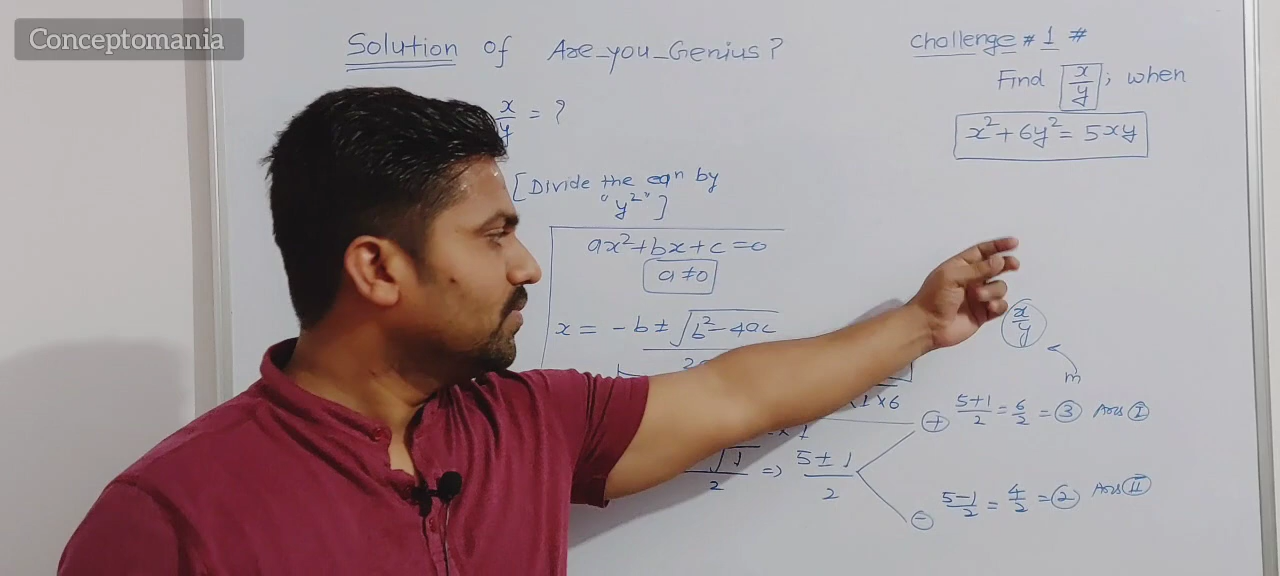 Conceptomania
Solution of Are_you_Genius?
x/y = ?
[Divide the eqn by
"y²"]
ax²+bx+c=0
a≠0
x = -b ± √b²-4ac
1×6
×1
√1/2 => 5±1/2
Challenge # 1 #
Find x/y ; when
x²+6y² = 5xy
x/y
m
+ 5+1/2 = 6/2 = 3 Ans I
- 5-1/2 = 4/2 = 2 Ans II